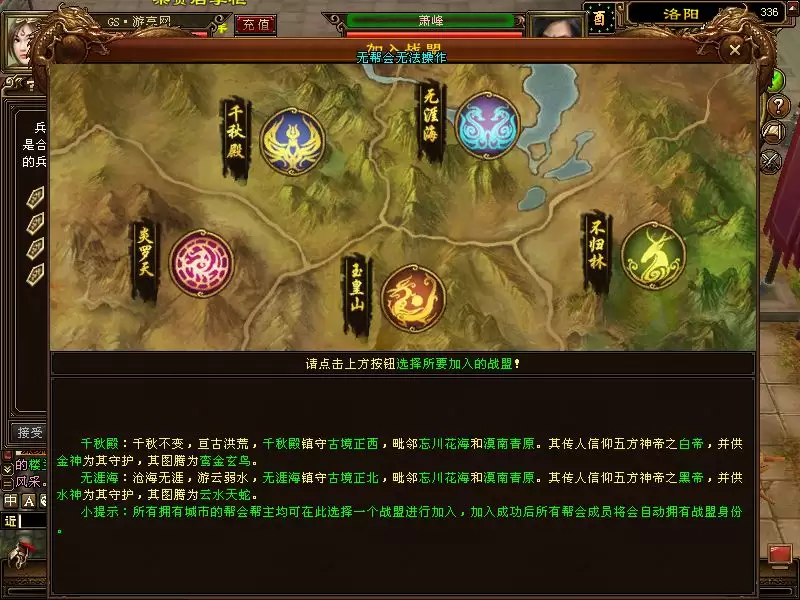 GS·游亮网
充值
萧峰
酉
洛阳
336
加入战盟
无帮会无法操作
千秋殿
无涯海
炎罗天
玉皇山
不归林
兵
是合
的兵
请点击上方按钮选择所要加入的战盟！
千秋殿：千秋不变，亘古洪荒，千秋殿镇守古境正西，毗邻忘川花海和漠南青原。其传人信仰五方神帝之白帝，并供
金神为其守护，其图腾为鸾金玄鸟。
无涯海：沧海无涯，游云弱水，无涯海镇守古境正北，毗邻忘川花海和漠南青原。其传人信仰五方神帝之黑帝，并供
水神为其守护，其图腾为云水天蛇。
小提示：所有拥有城市的帮会帮主均可在此选择一个战盟进行加入，加入成功后所有帮会成员将会自动拥有战盟身份
。
接受
的楼
风采。
中 A
近